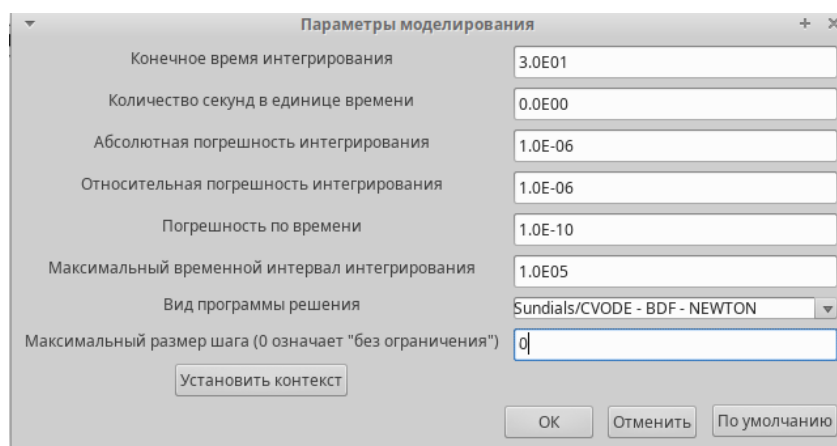 Параметры моделирования
Конечное время интегрирования 3.0E01
Количество секунд в единице времени 0.0E00
Абсолютная погрешность интегрирования 1.0E-06
Относительная погрешность интегрирования 1.0E-06
Погрешность по времени 1.0E-10
Максимальный временной интервал интегрирования 1.0E05
Вид программы решения Sundials/CVODE - BDF - NEWTON
Максимальный размер шага (0 означает "без ограничения") 0
Установить контекст
ОК Отменить По умолчанию